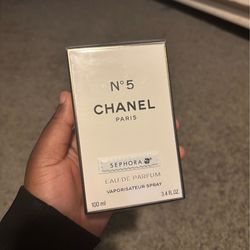 N°5
CHANEL
PARIS
SEPHORA
EAU DE PARFUM
VAPORISATEUR SPRAY
100 ml 3.4 FL.OZ.